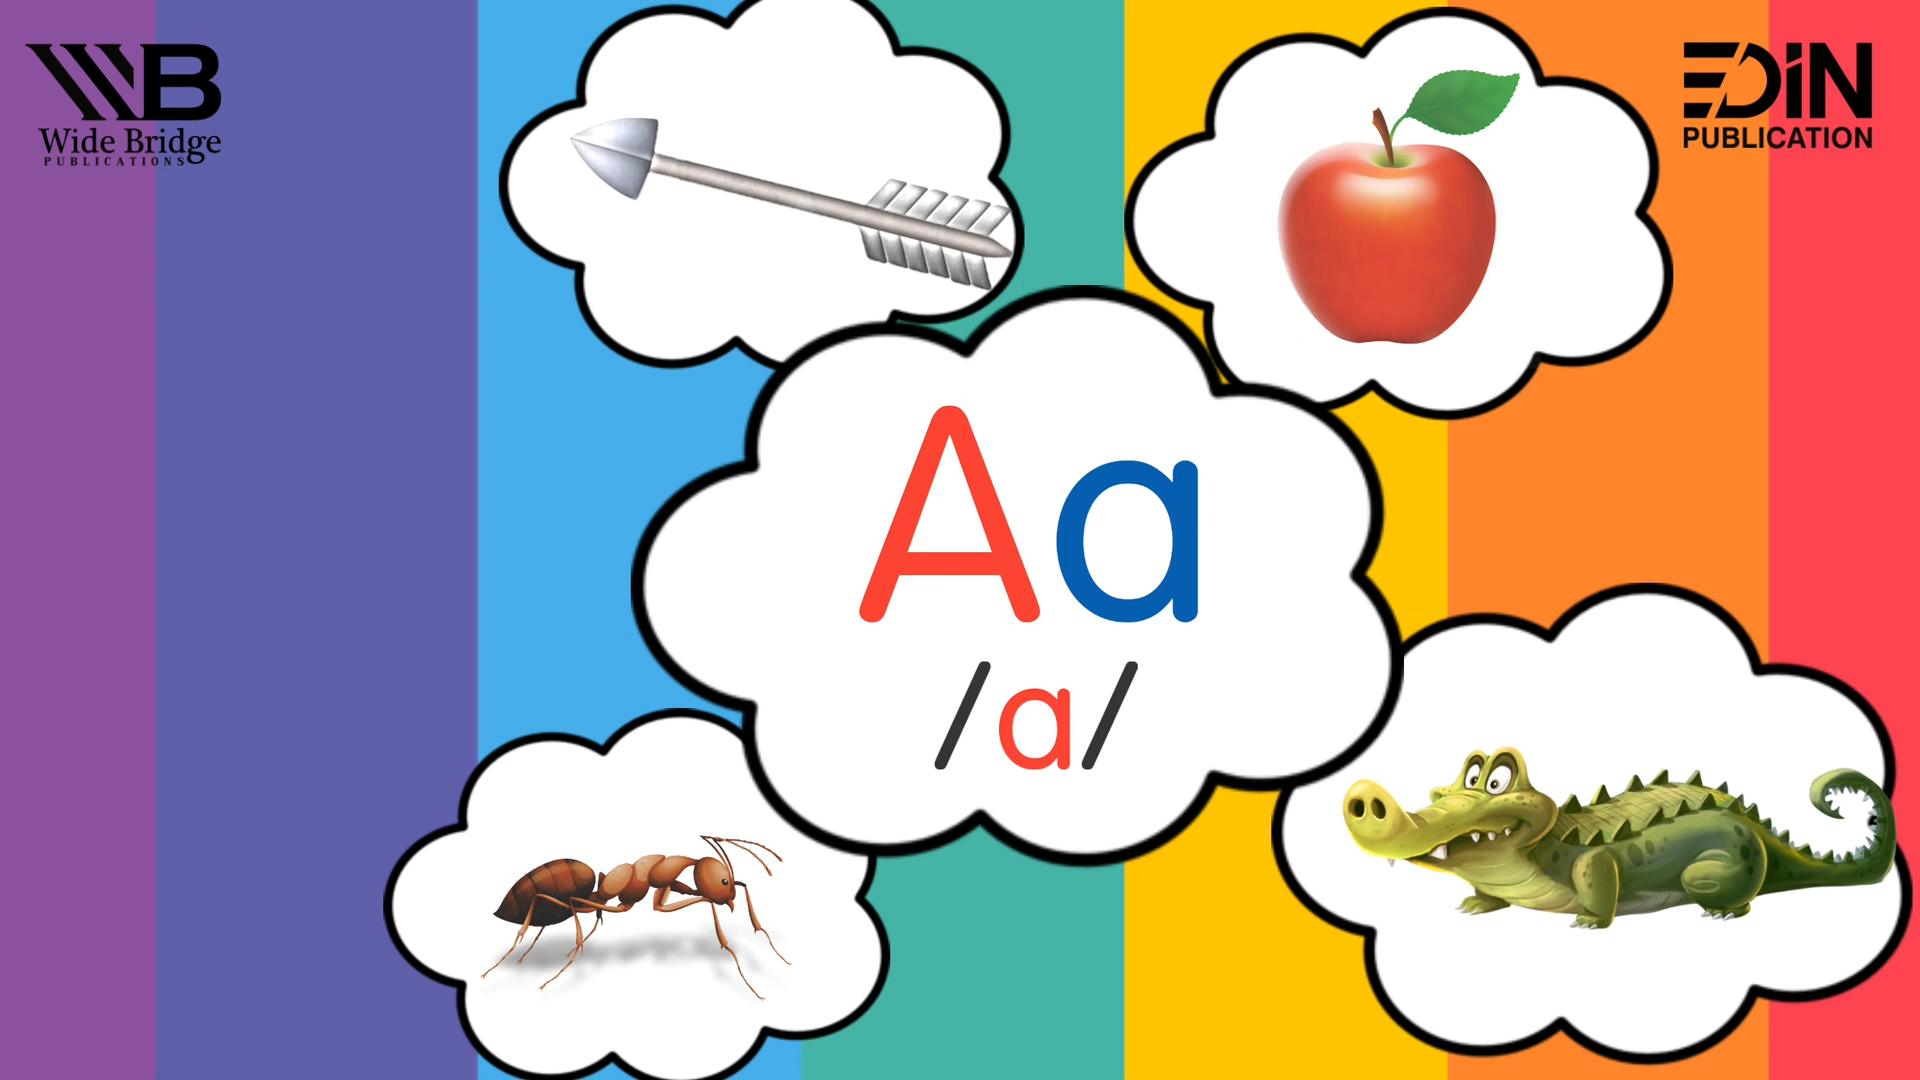 WB
Wide Bridge
PUBLICATIONS
EDiN
PUBLICATION
Aa
/a/